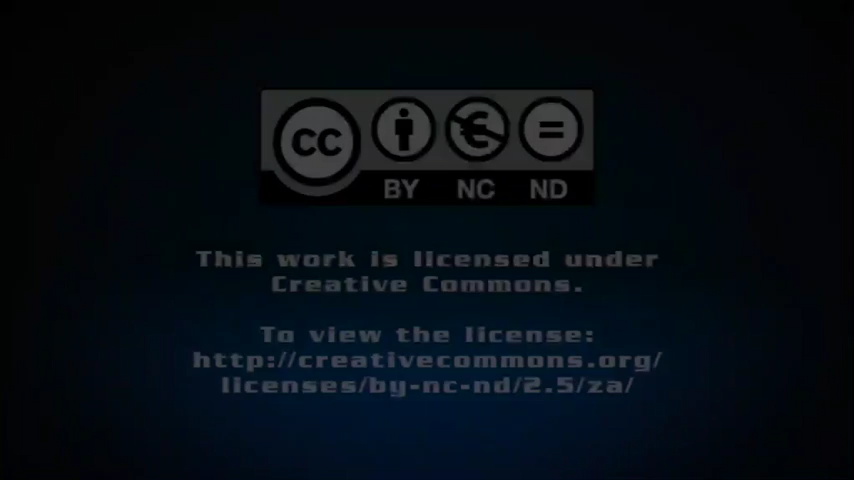 CC
BY NC ND
This work is licensed under
Creative Commons.
To view the license:
http://creativecommons.org/
licenses/by-nc-nd/2.5/za/